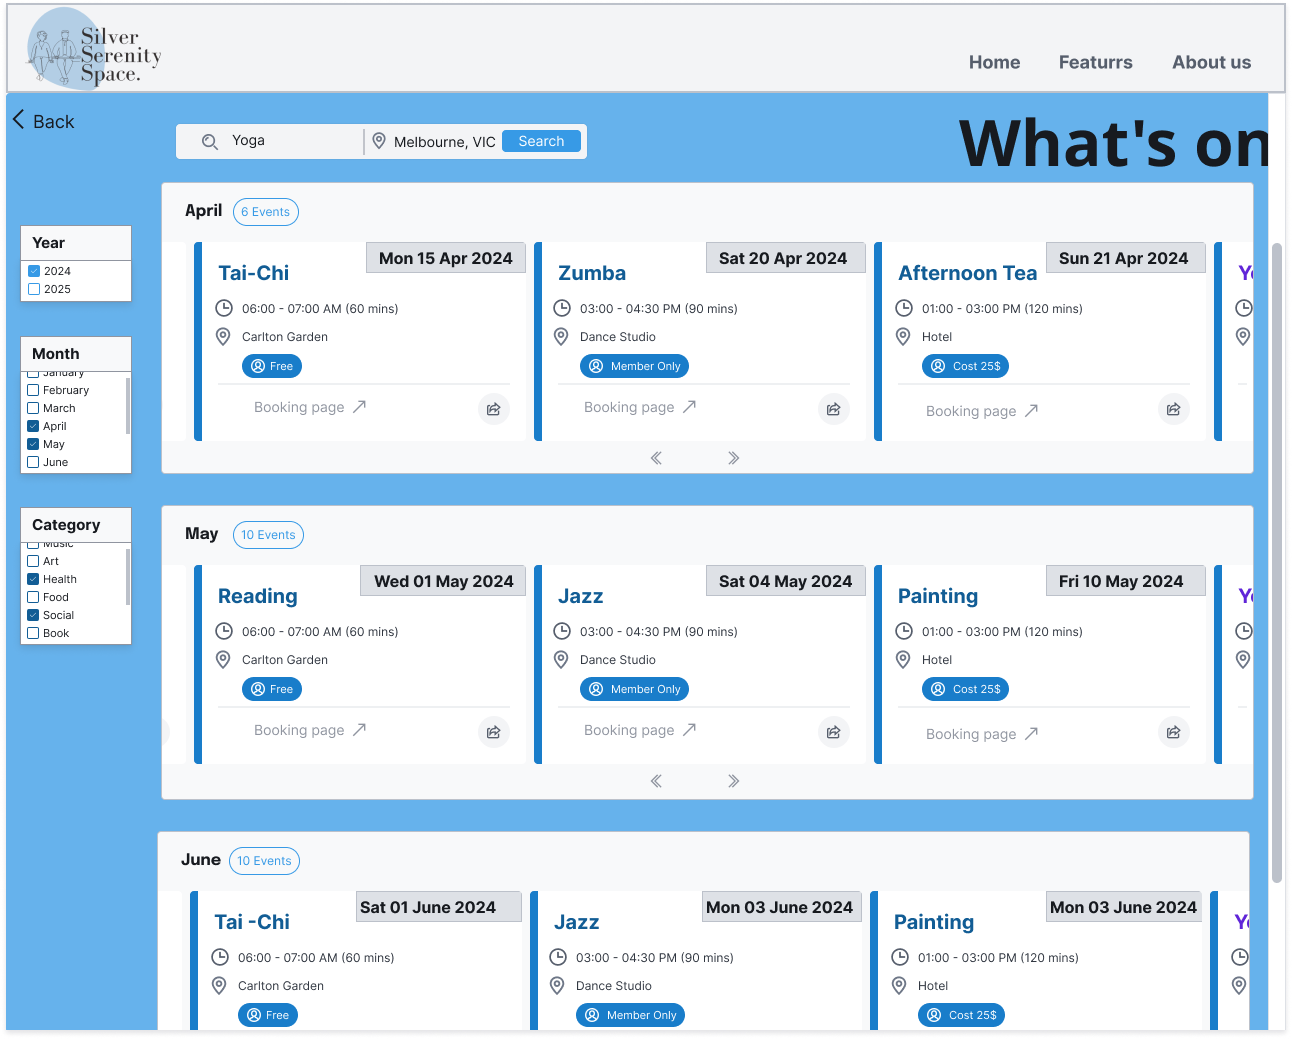 Silver
Serenity
Space.
Home
Featurrs
About us
Back
Yoga
Melbourne, VIC
Search
What's on
Year
2024
2025
Month
January
February
March
April
May
June
Category
Music
Art
Health
Food
Social
Book
April
6 Events
Mon 15 Apr 2024
Tai-Chi
06:00 - 07:00 AM (60 mins)
Carlton Garden
Free
Booking page
Sat 20 Apr 2024
Zumba
03:00 - 04:30 PM (90 mins)
Dance Studio
Member Only
Booking page
Sun 21 Apr 2024
Afternoon Tea
01:00 - 03:00 PM (120 mins)
Hotel
Cost 25$
Booking page
May
10 Events
Wed 01 May 2024
Reading
06:00 - 07:00 AM (60 mins)
Carlton Garden
Free
Booking page
Sat 04 May 2024
Jazz
03:00 - 04:30 PM (90 mins)
Dance Studio
Member Only
Booking page
Fri 10 May 2024
Painting
01:00 - 03:00 PM (120 mins)
Hotel
Cost 25$
Booking page
June
10 Events
Sat 01 June 2024
Tai -Chi
06:00 - 07:00 AM (60 mins)
Carlton Garden
Free
Mon 03 June 2024
Jazz
03:00 - 04:30 PM (90 mins)
Dance Studio
Member Only
Mon 03 June 2024
Painting
01:00 - 03:00 PM (120 mins)
Hotel
Cost 25$